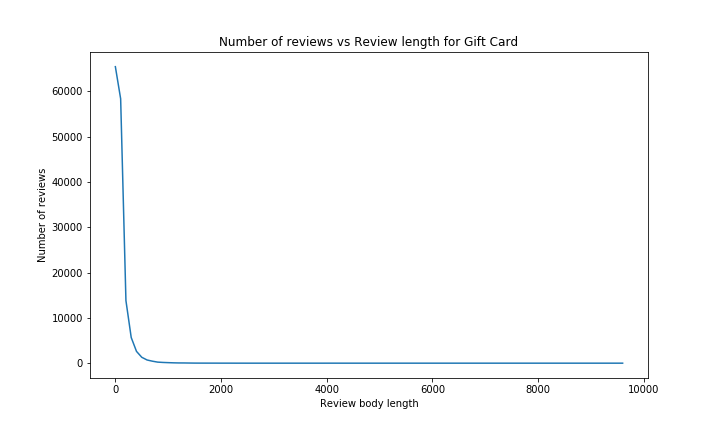 Number of reviews vs Review length for Gift Card
60000
50000
40000
30000
20000
10000
0
Number of reviews
0 2000 4000 6000 8000 10000
Review body length